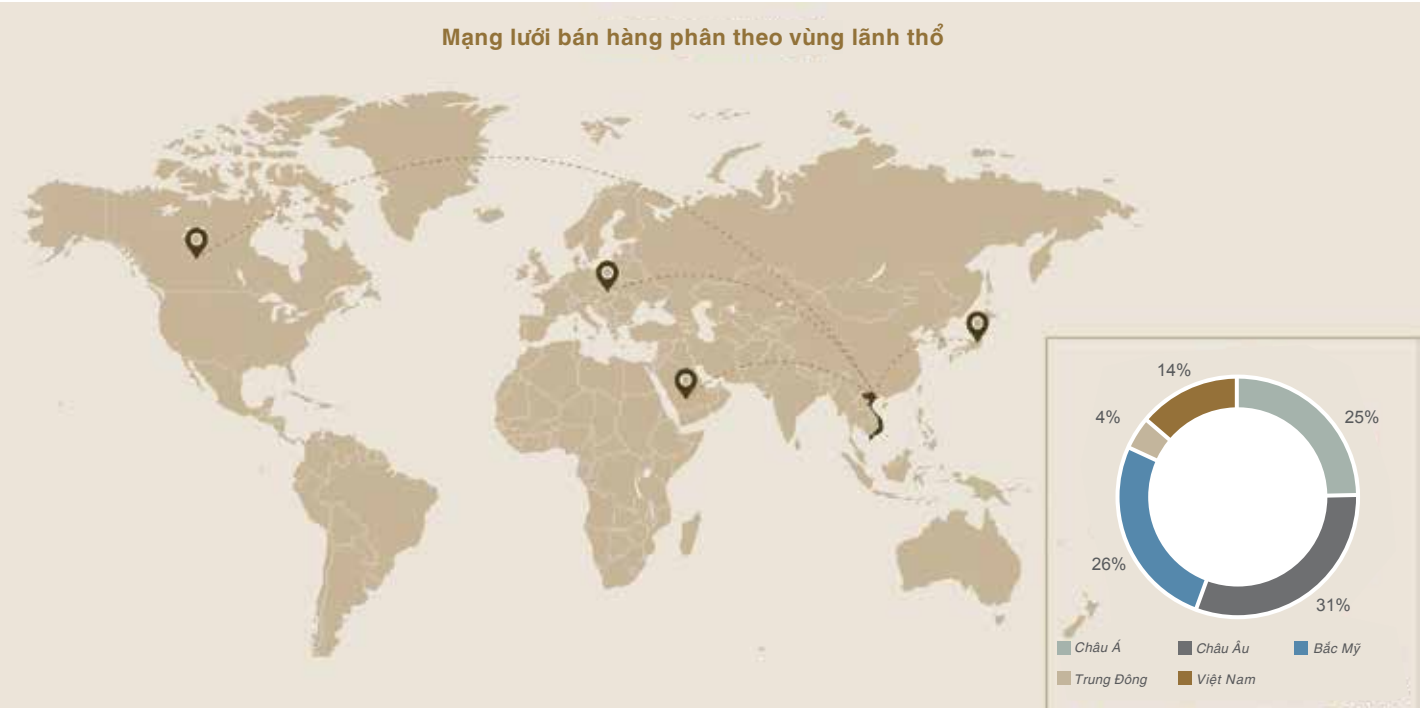 Mạng lưới bán hàng phân theo vùng lãnh thổ
14%
4%
25%
26%
31%
Châu Á
Châu Âu
Bắc Mỹ
Trung Đông
Việt Nam